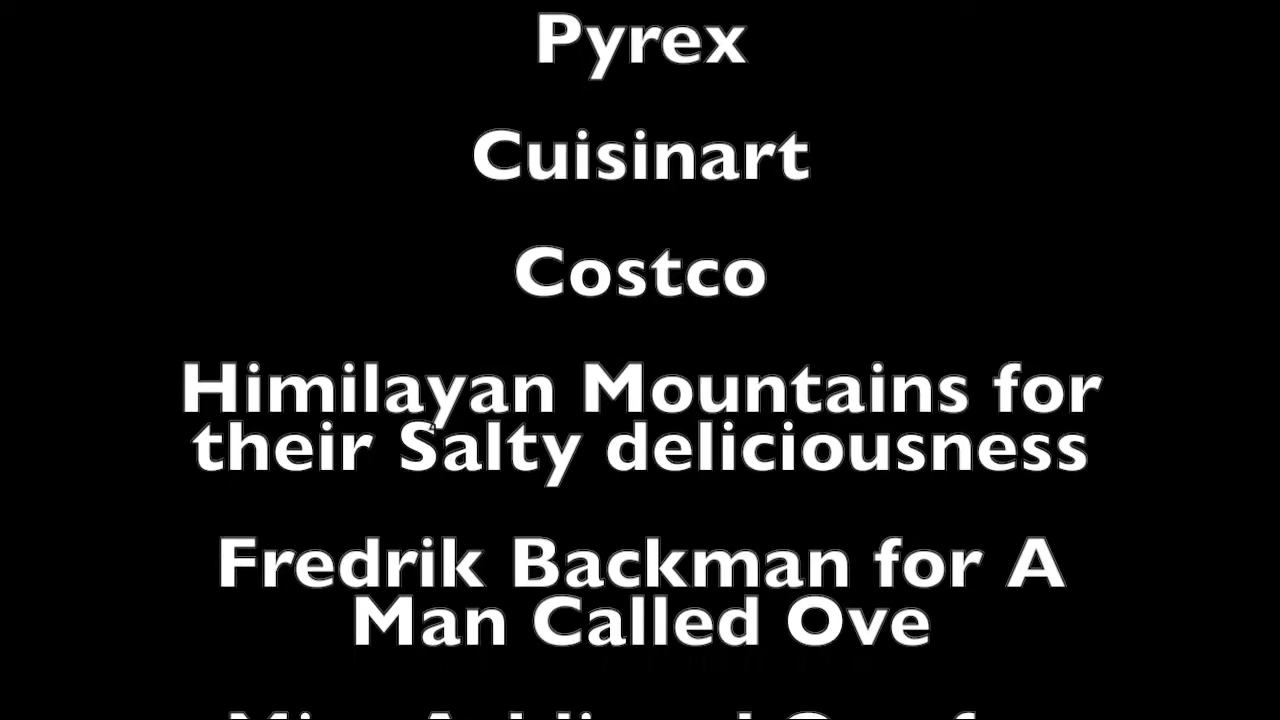 Pyrex
Cuisinart
Costco
Himilayan Mountains for
their Salty deliciousness
Fredrik Backman for A
Man Called Ove